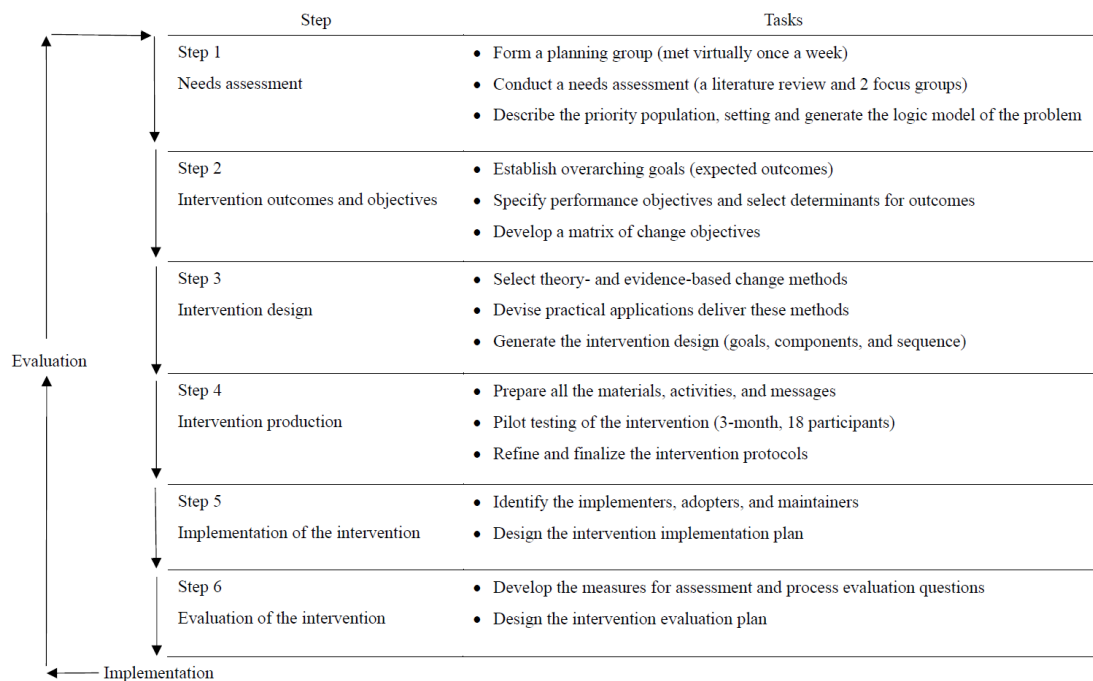 Step Tasks
Step 1
Needs assessment
• Form a planning group (met virtually once a week)
• Conduct a needs assessment (a literature review and 2 focus groups)
• Describe the priority population, setting and generate the logic model of the problem
Step 2
Intervention outcomes and objectives
• Establish overarching goals (expected outcomes)
• Specify performance objectives and select determinants for outcomes
• Develop a matrix of change objectives
Step 3
Intervention design
• Select theory- and evidence-based change methods
• Devise practical applications deliver these methods
• Generate the intervention design (goals, components, and sequence)
Evaluation
Step 4
Intervention production
• Prepare all the materials, activities, and messages
• Pilot testing of the intervention (3-month, 18 participants)
• Refine and finalize the intervention protocols
Step 5
Implementation of the intervention
• Identify the implementers, adopters, and maintainers
• Design the intervention implementation plan
Step 6
Evaluation of the intervention
• Develop the measures for assessment and process evaluation questions
• Design the intervention evaluation plan
Implementation